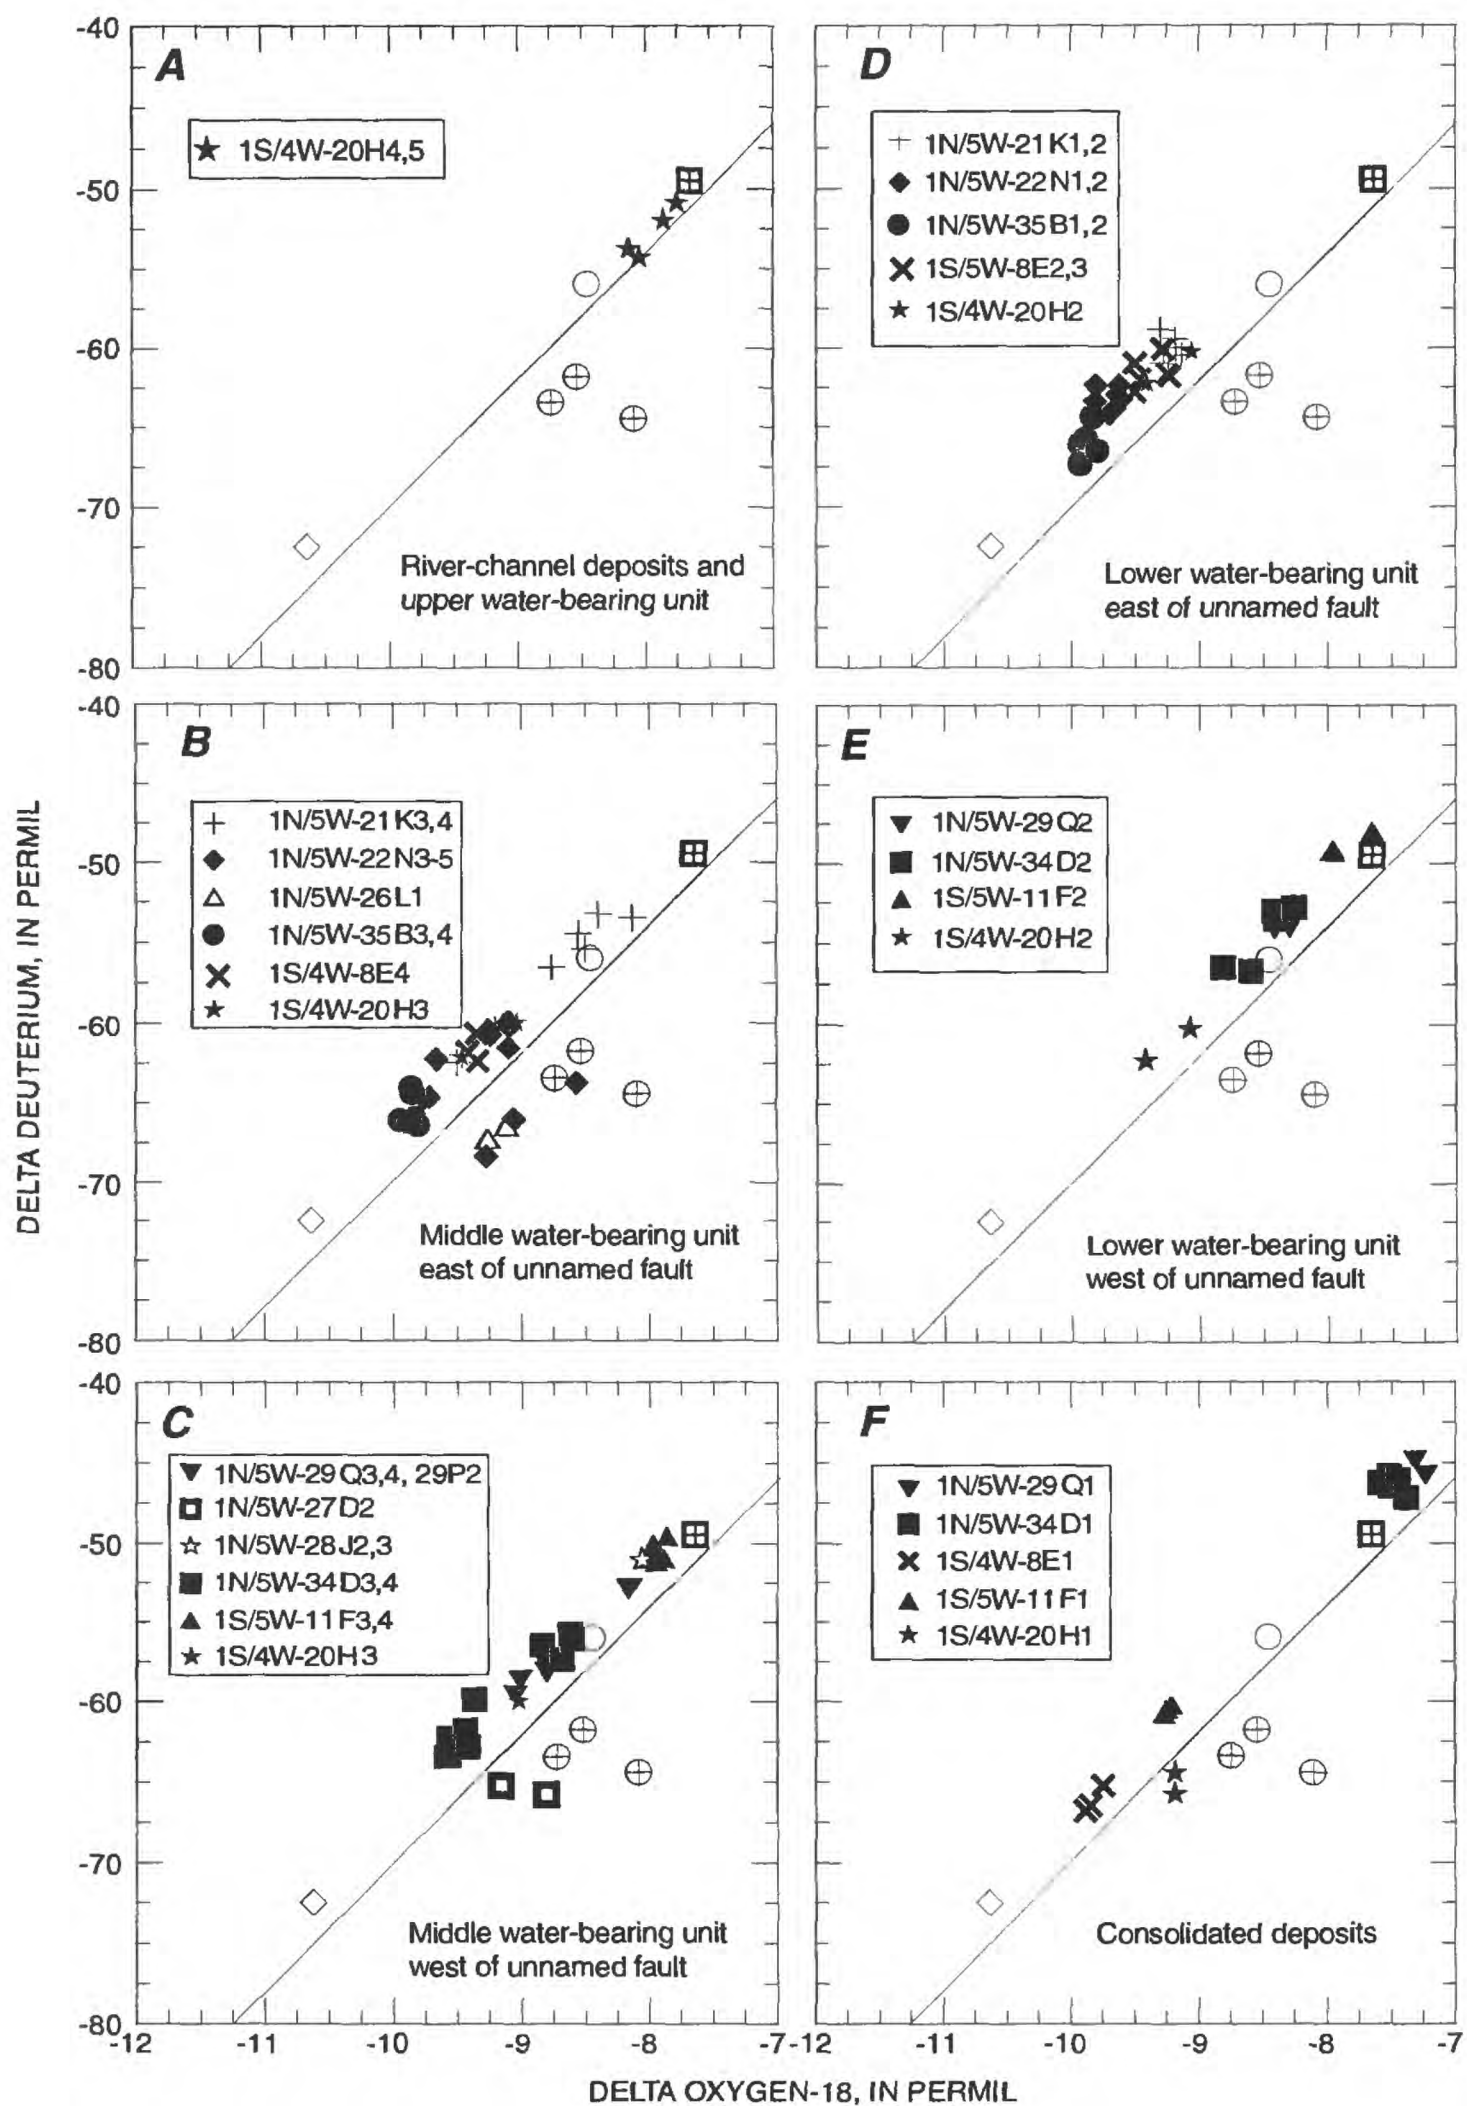 A
★ 1S/4W-20H4,5
-40
-50
-60
-70
-80
River-channel deposits and
upper water-bearing unit
D
1N/5W-21K1,2
1N/5W-22N1,2
1N/5W-35B1,2
1S/5W-8E2,3
1S/4W-20H2
Lower water-bearing unit
east of unnamed fault
DELTA DEUTERIUM, IN PERMIL
B
1N/5W-21K3,4
1N/5W-22N3-5
1N/5W-26L1
1N/5W-35B3,4
1S/4W-8E4
1S/4W-20H3
-40
-50
-60
-70
-80
Middle water-bearing unit
east of unnamed fault
E
1N/5W-29Q2
1N/5W-34D2
1S/5W-11F2
1S/4W-20H2
Lower water-bearing unit
west of unnamed fault
C
1N/5W-29Q3,4, 29P2
1N/5W-27D2
1N/5W-28J2,3
1N/5W-34D3,4
1S/5W-11F3,4
1S/4W-20H3
-40
-50
-60
-70
-80
Middle water-bearing unit
west of unnamed fault
-12 -11 -10 -9 -8 -7
F
1N/5W-29Q1
1N/5W-34D1
1S/4W-8E1
1S/5W-11F1
1S/4W-20H1
Consolidated deposits
-12 -11 -10 -9 -8 -7
DELTA OXYGEN-18, IN PERMIL